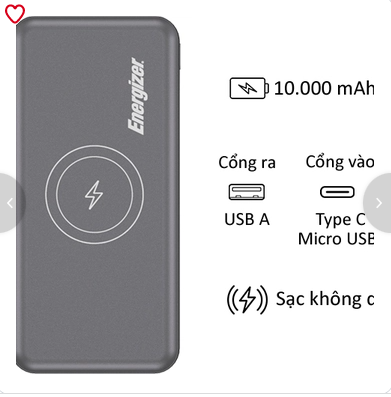 Energizer
10.000 mAh
Cổng ra
Cổng vào
USB A
Type C
Micro USB
Sạc không d